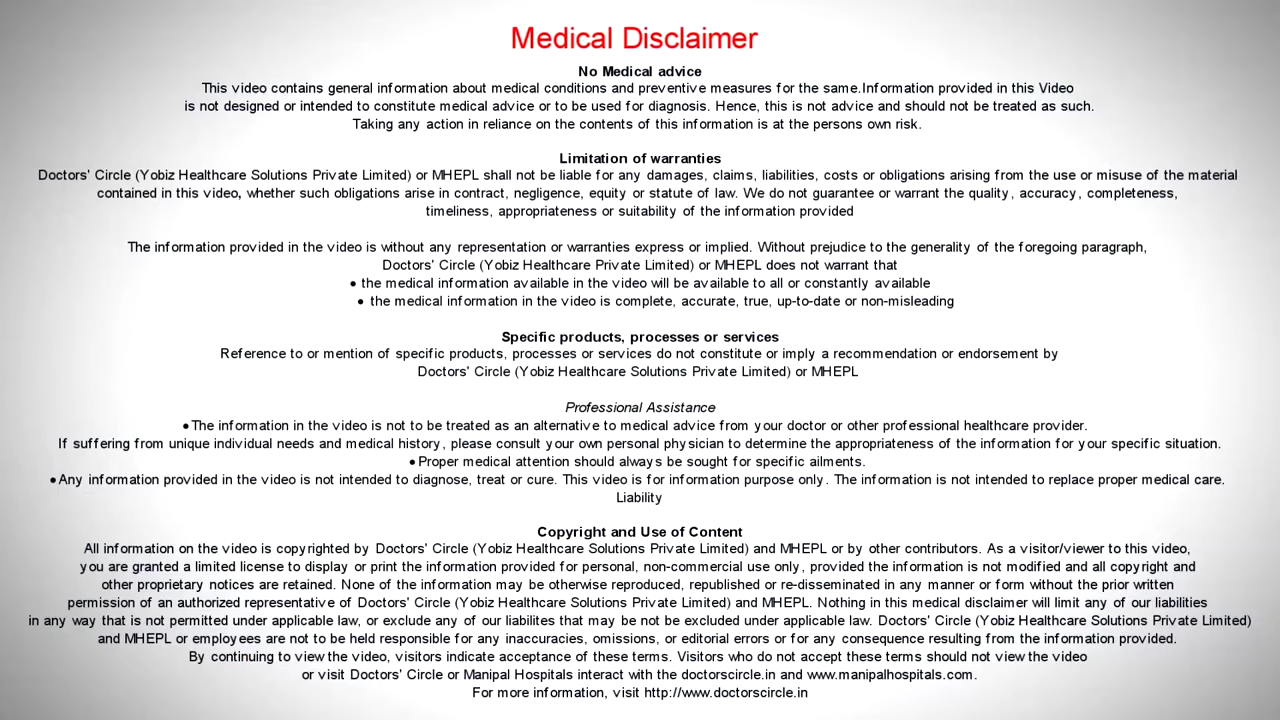 Medical Disclaimer
No Medical advice
This video contains general information about medical conditions and preventive measures for the same.Information provided in this Video
is not designed or intended to constitute medical advice or to be used for diagnosis. Hence, this is not advice and should not be treated as such.
Taking any action in reliance on the contents of this information is at the persons own risk.
Limitation of warranties
Doctors' Circle (Yobiz Healthcare Solutions Private Limited) or MHEPL shall not be liable for any damages, claims, liabilities, costs or obligations arising from the use or misuse of the material
contained in this video, whether such obligations arise in contract, negligence, equity or statute of law. We do not guarantee or warrant the quality, accuracy, completeness,
timeliness, appropriateness or suitability of the information provided
The information provided in the video is without any representation or warranties express or implied. Without prejudice to the generality of the foregoing paragraph,
Doctors' Circle (Yobiz Healthcare Private Limited) or MHEPL does not warrant that
• the medical information available in the video will be available to all or constantly available
• the medical information in the video is complete, accurate, true, up-to-date or non-misleading
Specific products, processes or services
Reference to or mention of specific products, processes or services do not constitute or imply a recommendation or endorsement by
Doctors' Circle (Yobiz Healthcare Solutions Private Limited) or MHEPL
Professional Assistance
•The information in the video is not to be treated as an alternative to medical advice from your doctor or other professional healthcare provider.
If suffering from unique individual needs and medical history, please consult your own personal physician to determine the appropriateness of the information for your specific situation.
•Proper medical attention should always be sought for specific ailments.
•Any information provided in the video is not intended to diagnose, treat or cure. This video is for information purpose only. The information is not intended to replace proper medical care.
Liability
Copyright and Use of Content
All information on the video is copyrighted by Doctors' Circle (Yobiz Healthcare Solutions Private Limited) and MHEPL or by other contributors. As a visitor/viewer to this video,
you are granted a limited license to display or print the information provided for personal, non-commercial use only, provided the information is not modified and all copyright and
other proprietary notices are retained. None of the information may be otherwise reproduced, republished or re-disseminated in any manner or form without the prior written
permission of an authorized representative of Doctors' Circle (Yobiz Healthcare Solutions Private Limited) and MHEPL. Nothing in this medical disclaimer will limit any of our liabilities
in any way that is not permitted under applicable law, or exclude any of our liabilites that may be not be excluded under applicable law. Doctors' Circle (Yobiz Healthcare Solutions Private Limited)
and MHEPL or employees are not to be held responsible for any inaccuracies, omissions, or editorial errors or for any consequence resulting from the information provided.
By continuing to view the video, visitors indicate acceptance of these terms. Visitors who do not accept these terms should not view the video
or visit Doctors' Circle or Manipal Hospitals interact with the doctorscircle.in and www.manipalhospitals.com.
For more information, visit http://www.doctorscircle.in